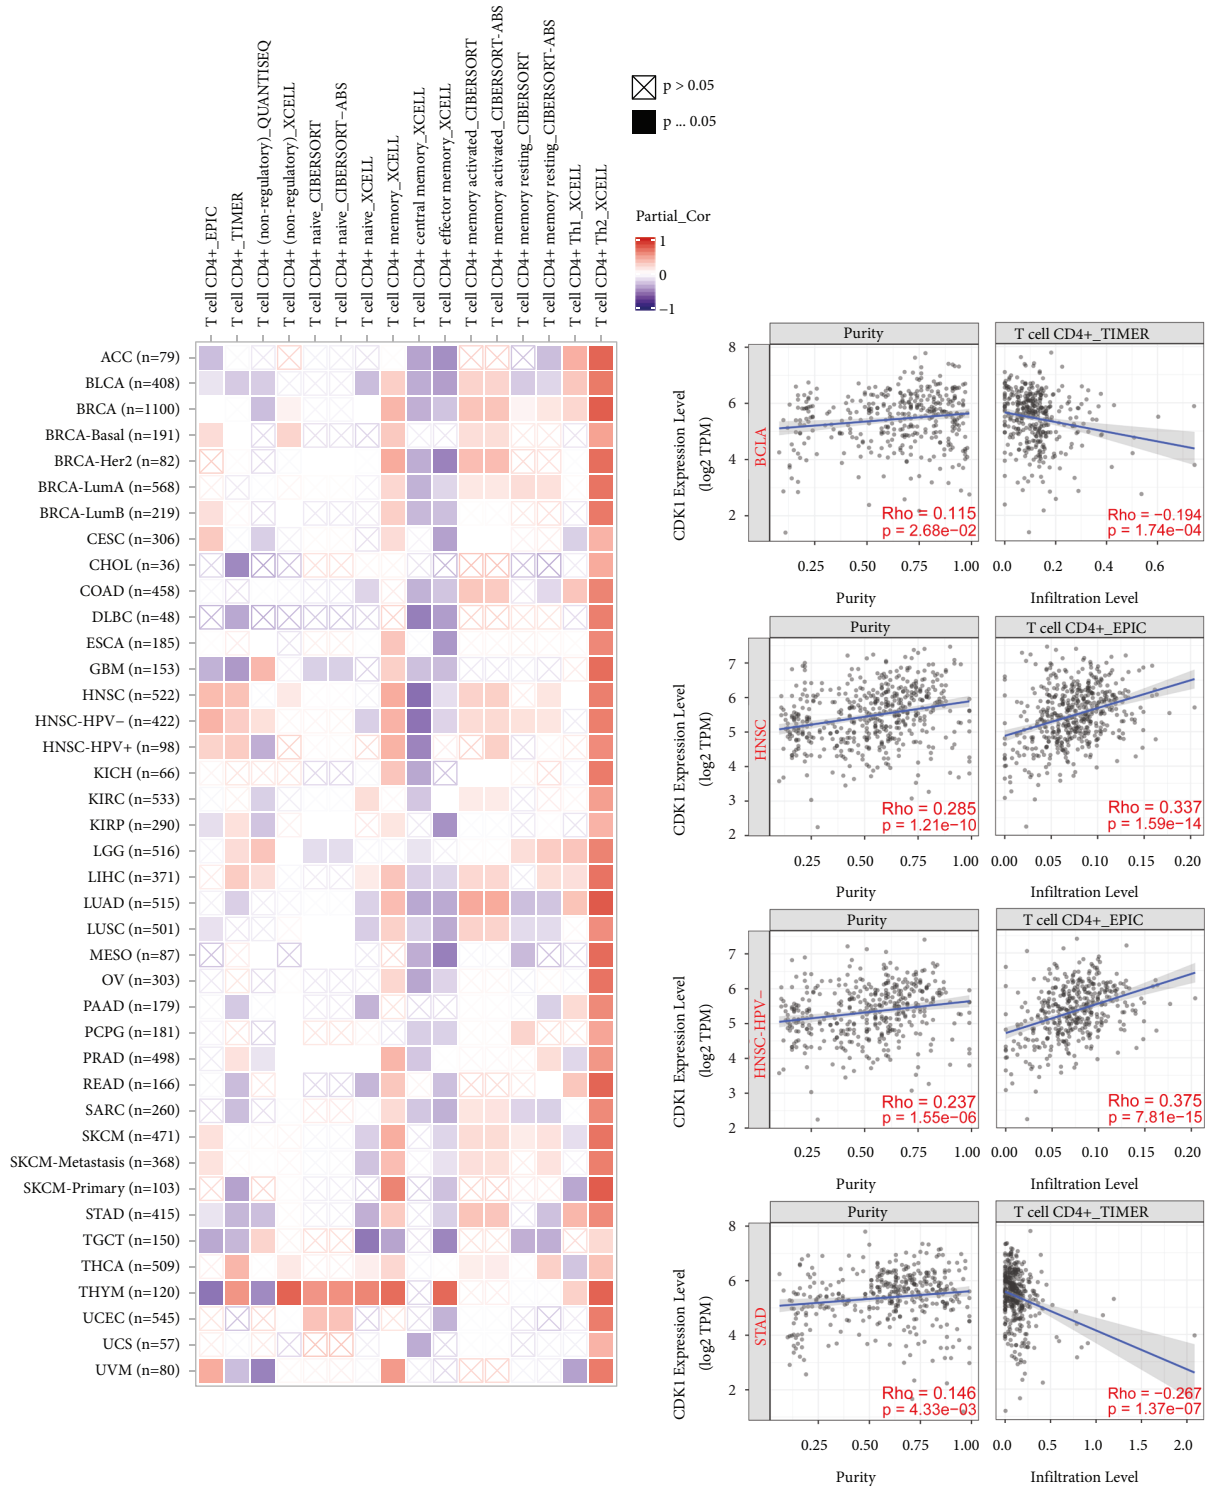 T cell CD4+_EPIC
T cell CD4+_TIMER
T cell CD4+ (non-regulatory)_QUANTISEQ
T cell CD4+ (non-regulatory)_XCELL
T cell CD4+ naive_CIBERSORT
T cell CD4+ naive_CIBERSORT−ABS
T cell CD4+ naive_XCELL
T cell CD4+ memory_XCELL
T cell CD4+ central memory_XCELL
T cell CD4+ effector memory_XCELL
T cell CD4+ memory activated_CIBERSORT
T cell CD4+ memory activated_CIBERSORT-ABS
T cell CD4+ memory resting_CIBERSORT
T cell CD4+ memory resting_CIBERSORT-ABS
T cell CD4+ Th1_XCELL
T cell CD4+ Th2_XCELL
p > 0.05
p ... 0.05
Partial_Cor
1
0
−1
ACC (n=79)
BLCA (n=408)
BRCA (n=1100)
BRCA-Basal (n=191)
BRCA-Her2 (n=82)
BRCA-LumA (n=568)
BRCA-LumB (n=219)
CESC (n=306)
CHOL (n=36)
COAD (n=458)
DLBC (n=48)
ESCA (n=185)
GBM (n=153)
HNSC (n=522)
HNSC-HPV− (n=422)
HNSC-HPV+ (n=98)
KICH (n=66)
KIRC (n=533)
KIRP (n=290)
LGG (n=516)
LIHC (n=371)
LUAD (n=515)
LUSC (n=501)
MESO (n=87)
OV (n=303)
PAAD (n=179)
PCPG (n=181)
PRAD (n=498)
READ (n=166)
SARC (n=260)
SKCM (n=471)
SKCM-Metastasis (n=368)
SKCM-Primary (n=103)
STAD (n=415)
TGCT (n=150)
THCA (n=509)
THYM (n=120)
UCEC (n=545)
UCS (n=57)
UVM (n=80)
Purity
T cell CD4+_TIMER
CDK1 Expression Level
(log2 TPM)
BCLA
8
6
4
2
Rho = 0.115
p = 2.68e−02
Rho = −0.194
p = 1.74e−04
0.25 0.50 0.75 1.00
0.0 0.2 0.4 0.6
Purity
Infiltration Level
Purity
T cell CD4+_EPIC
CDK1 Expression Level
(log2 TPM)
HNSC
7
6
5
4
3
2
Rho = 0.285
p = 1.21e−10
Rho = 0.337
p = 1.59e−14
0.25 0.50 0.75 1.00
0.00 0.05 0.10 0.15 0.20
Purity
Infiltration Level
Purity
T cell CD4+_EPIC
CDK1 Expression Level
(log2 TPM)
HNSC-HPV−
7
6
5
4
3
2
Rho = 0.237
p = 1.55e−06
Rho = 0.375
p = 7.81e−15
0.25 0.50 0.75 1.00
0.00 0.05 0.10 0.15 0.20
Purity
Infiltration Level
Purity
T cell CD4+_TIMER
CDK1 Expression Level
(log2 TPM)
STAD
8
6
4
2
Rho = 0.146
p = 4.33e−03
Rho = −0.267
p = 1.37e−07
0.25 0.50 0.75 1.00
0.0 0.5 1.0 1.5 2.0
Purity
Infiltration Level